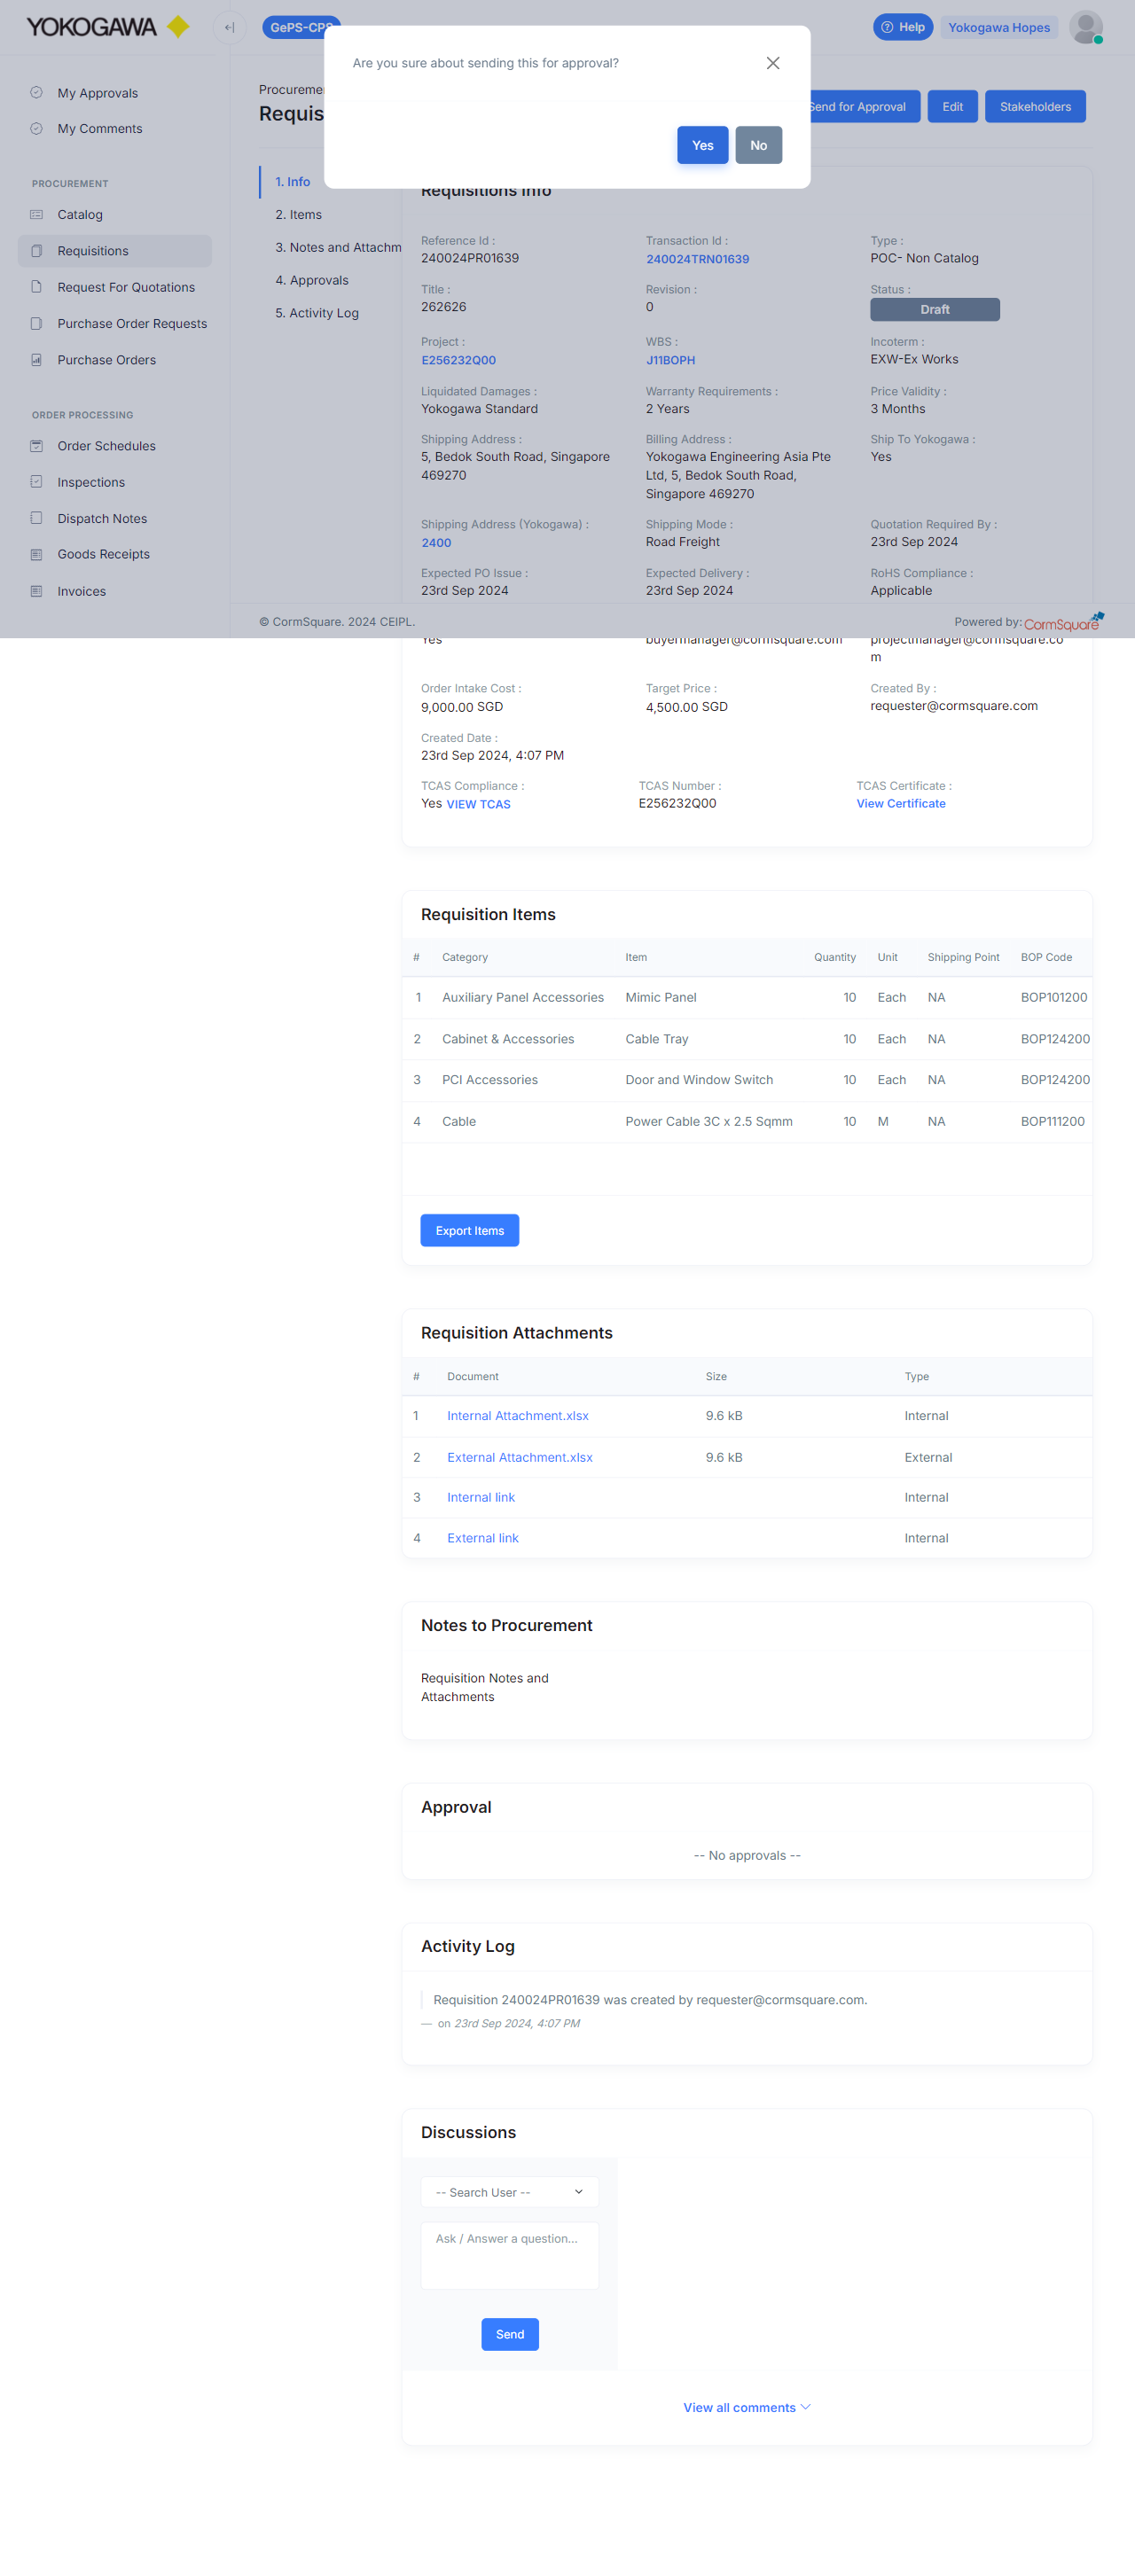 YOKOGAWA
GePS-CPS
Help
Yokogawa Hopes
Are you sure about sending this for approval?
Yes
No
My Approvals
My Comments
PROCUREMENT
Catalog
Requisitions
Request For Quotations
Purchase Order Requests
Purchase Orders
ORDER PROCESSING
Order Schedules
Inspections
Dispatch Notes
Goods Receipts
Invoices
Send for Approval
Edit
Stakeholders
1. Info
2. Items
3. Notes and Attachm
4. Approvals
5. Activity Log
Requisitions Info
Reference Id :
240024PR01639
Transaction Id :
240024TRN01639
Type :
POC- Non Catalog
Title :
262626
Revision :
0
Status :
Draft
Project :
E256232Q00
WBS :
J11BOPH
Incoterm :
EXW-Ex Works
Liquidated Damages :
Yokogawa Standard
Warranty Requirements :
2 Years
Price Validity :
3 Months
Shipping Address :
5, Bedok South Road, Singapore
469270
Billing Address :
Yokogawa Engineering Asia Pte
Ltd, 5, Bedok South Road,
Singapore 469270
Ship To Yokogawa :
Yes
Shipping Address (Yokogawa) :
2400
Shipping Mode :
Road Freight
Quotation Required By :
23rd Sep 2024
Expected PO Issue :
23rd Sep 2024
Expected Delivery :
23rd Sep 2024
RoHS Compliance :
Applicable
© CormSquare. 2024 CEIPL.
Powered by: CormSquare
Yes
buyermanager@cormsquare.com
projectmanager@cormsquare.co
m
Order Intake Cost :
9,000.00 SGD
Target Price :
4,500.00 SGD
Created By :
requester@cormsquare.com
Created Date :
23rd Sep 2024, 4:07 PM
TCAS Compliance :
Yes VIEW TCAS
TCAS Number :
E256232Q00
TCAS Certificate :
View Certificate
Requisition Items
# Category Item Quantity Unit Shipping Point BOP Code
1 Auxiliary Panel Accessories Mimic Panel 10 Each NA BOP101200
2 Cabinet & Accessories Cable Tray 10 Each NA BOP124200
3 PCI Accessories Door and Window Switch 10 Each NA BOP124200
4 Cable Power Cable 3C x 2.5 Sqmm 10 M NA BOP111200
Export Items
Requisition Attachments
# Document Size Type
1 Internal Attachment.xlsx 9.6 kB Internal
2 External Attachment.xlsx 9.6 kB External
3 Internal link Internal
4 External link Internal
Notes to Procurement
Requisition Notes and
Attachments
Approval
-- No approvals --
Activity Log
Requisition 240024PR01639 was created by requester@cormsquare.com.
— on 23rd Sep 2024, 4:07 PM
Discussions
-- Search User --
Ask / Answer a question...
Send
View all comments